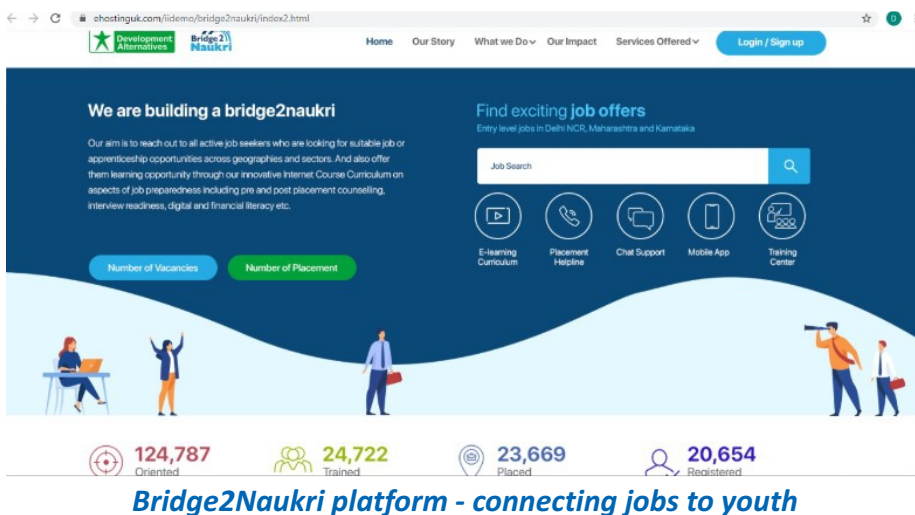 ehostinguk.com/iidemo/bridge2naukri/index2.html
D
Development
Alternatives
Bridge2
Naukri
Home Our Story What we Do Our Impact Services Offered Login / Sign up
We are building a bridge2naukri
Our aim is to reach out to all active job seekers who are looking for suitable job or
apprenticeship opportunities across geographies and sectors. And also offer
them learning opportunity through our innovative Internet Course Curriculum on
aspects of job preparedness including pre and post placement counselling,
interview readiness, digital and financial literacy etc.
Number of Vacancies Number of Placement
Find exciting job offers
Entry level jobs in Delhi NCR, Maharashtra and Karnataka
Job Search
E-learning
Curriculum
Placement
Helpline
Chat Support
Mobile App
Training
Center
124,787
Oriented
24,722
Trained
23,669
Placed
20,654
Registered
Bridge2Naukri platform - connecting jobs to youth